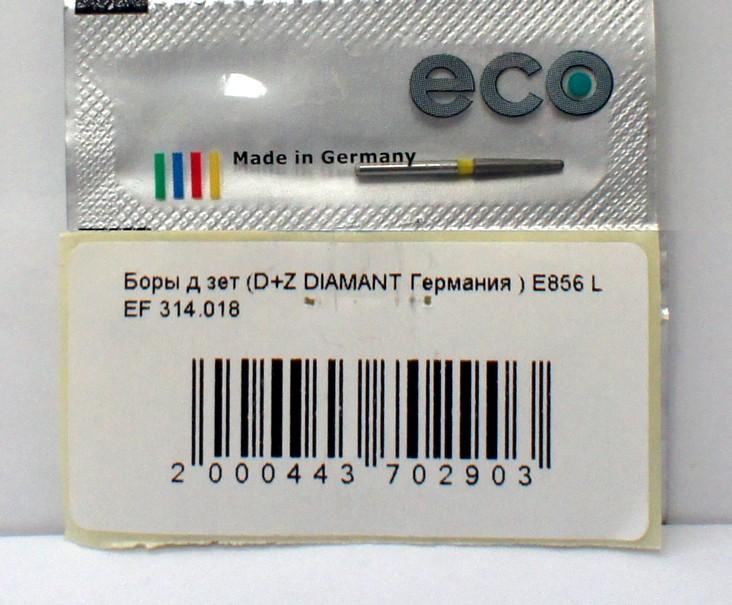 eco
Made in Germany
Боры д зет (D+Z DIAMANT Германия ) E856 L
EF 314.018
2 000443 702903